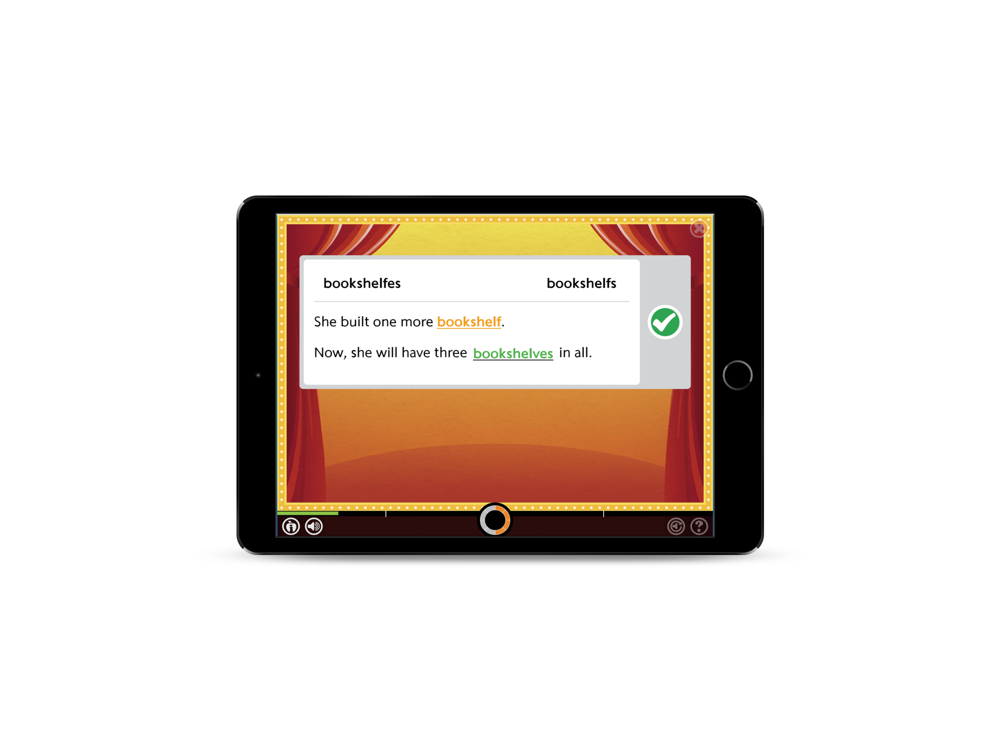 bookshelfes bookshelfs
She built one more bookshelf.
Now, she will have three bookshelves in all.